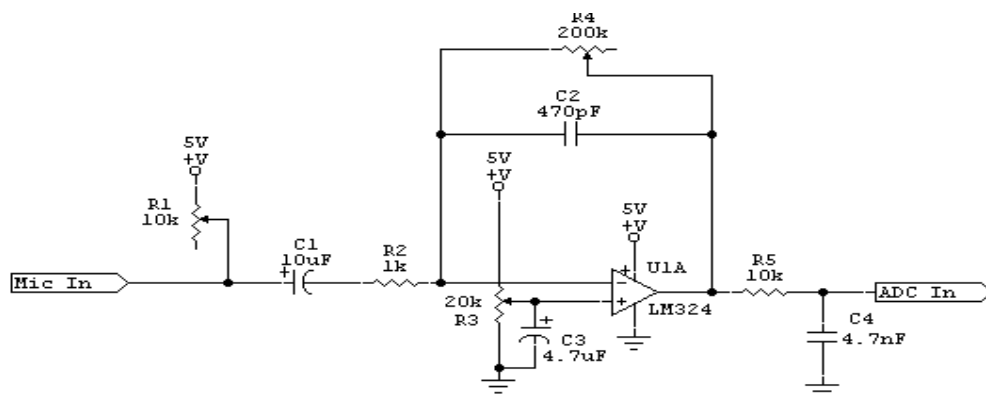 R4
200k
C2
470pF
5V
+V
5V
+V
R1
10k
5V
+V
C1
+
10uF
R2
1k
U1A
+
Mic In
-
20k
+
R3
LM324
R5
10k
ADC In
+
C3
4.7uF
C4
4.7nF